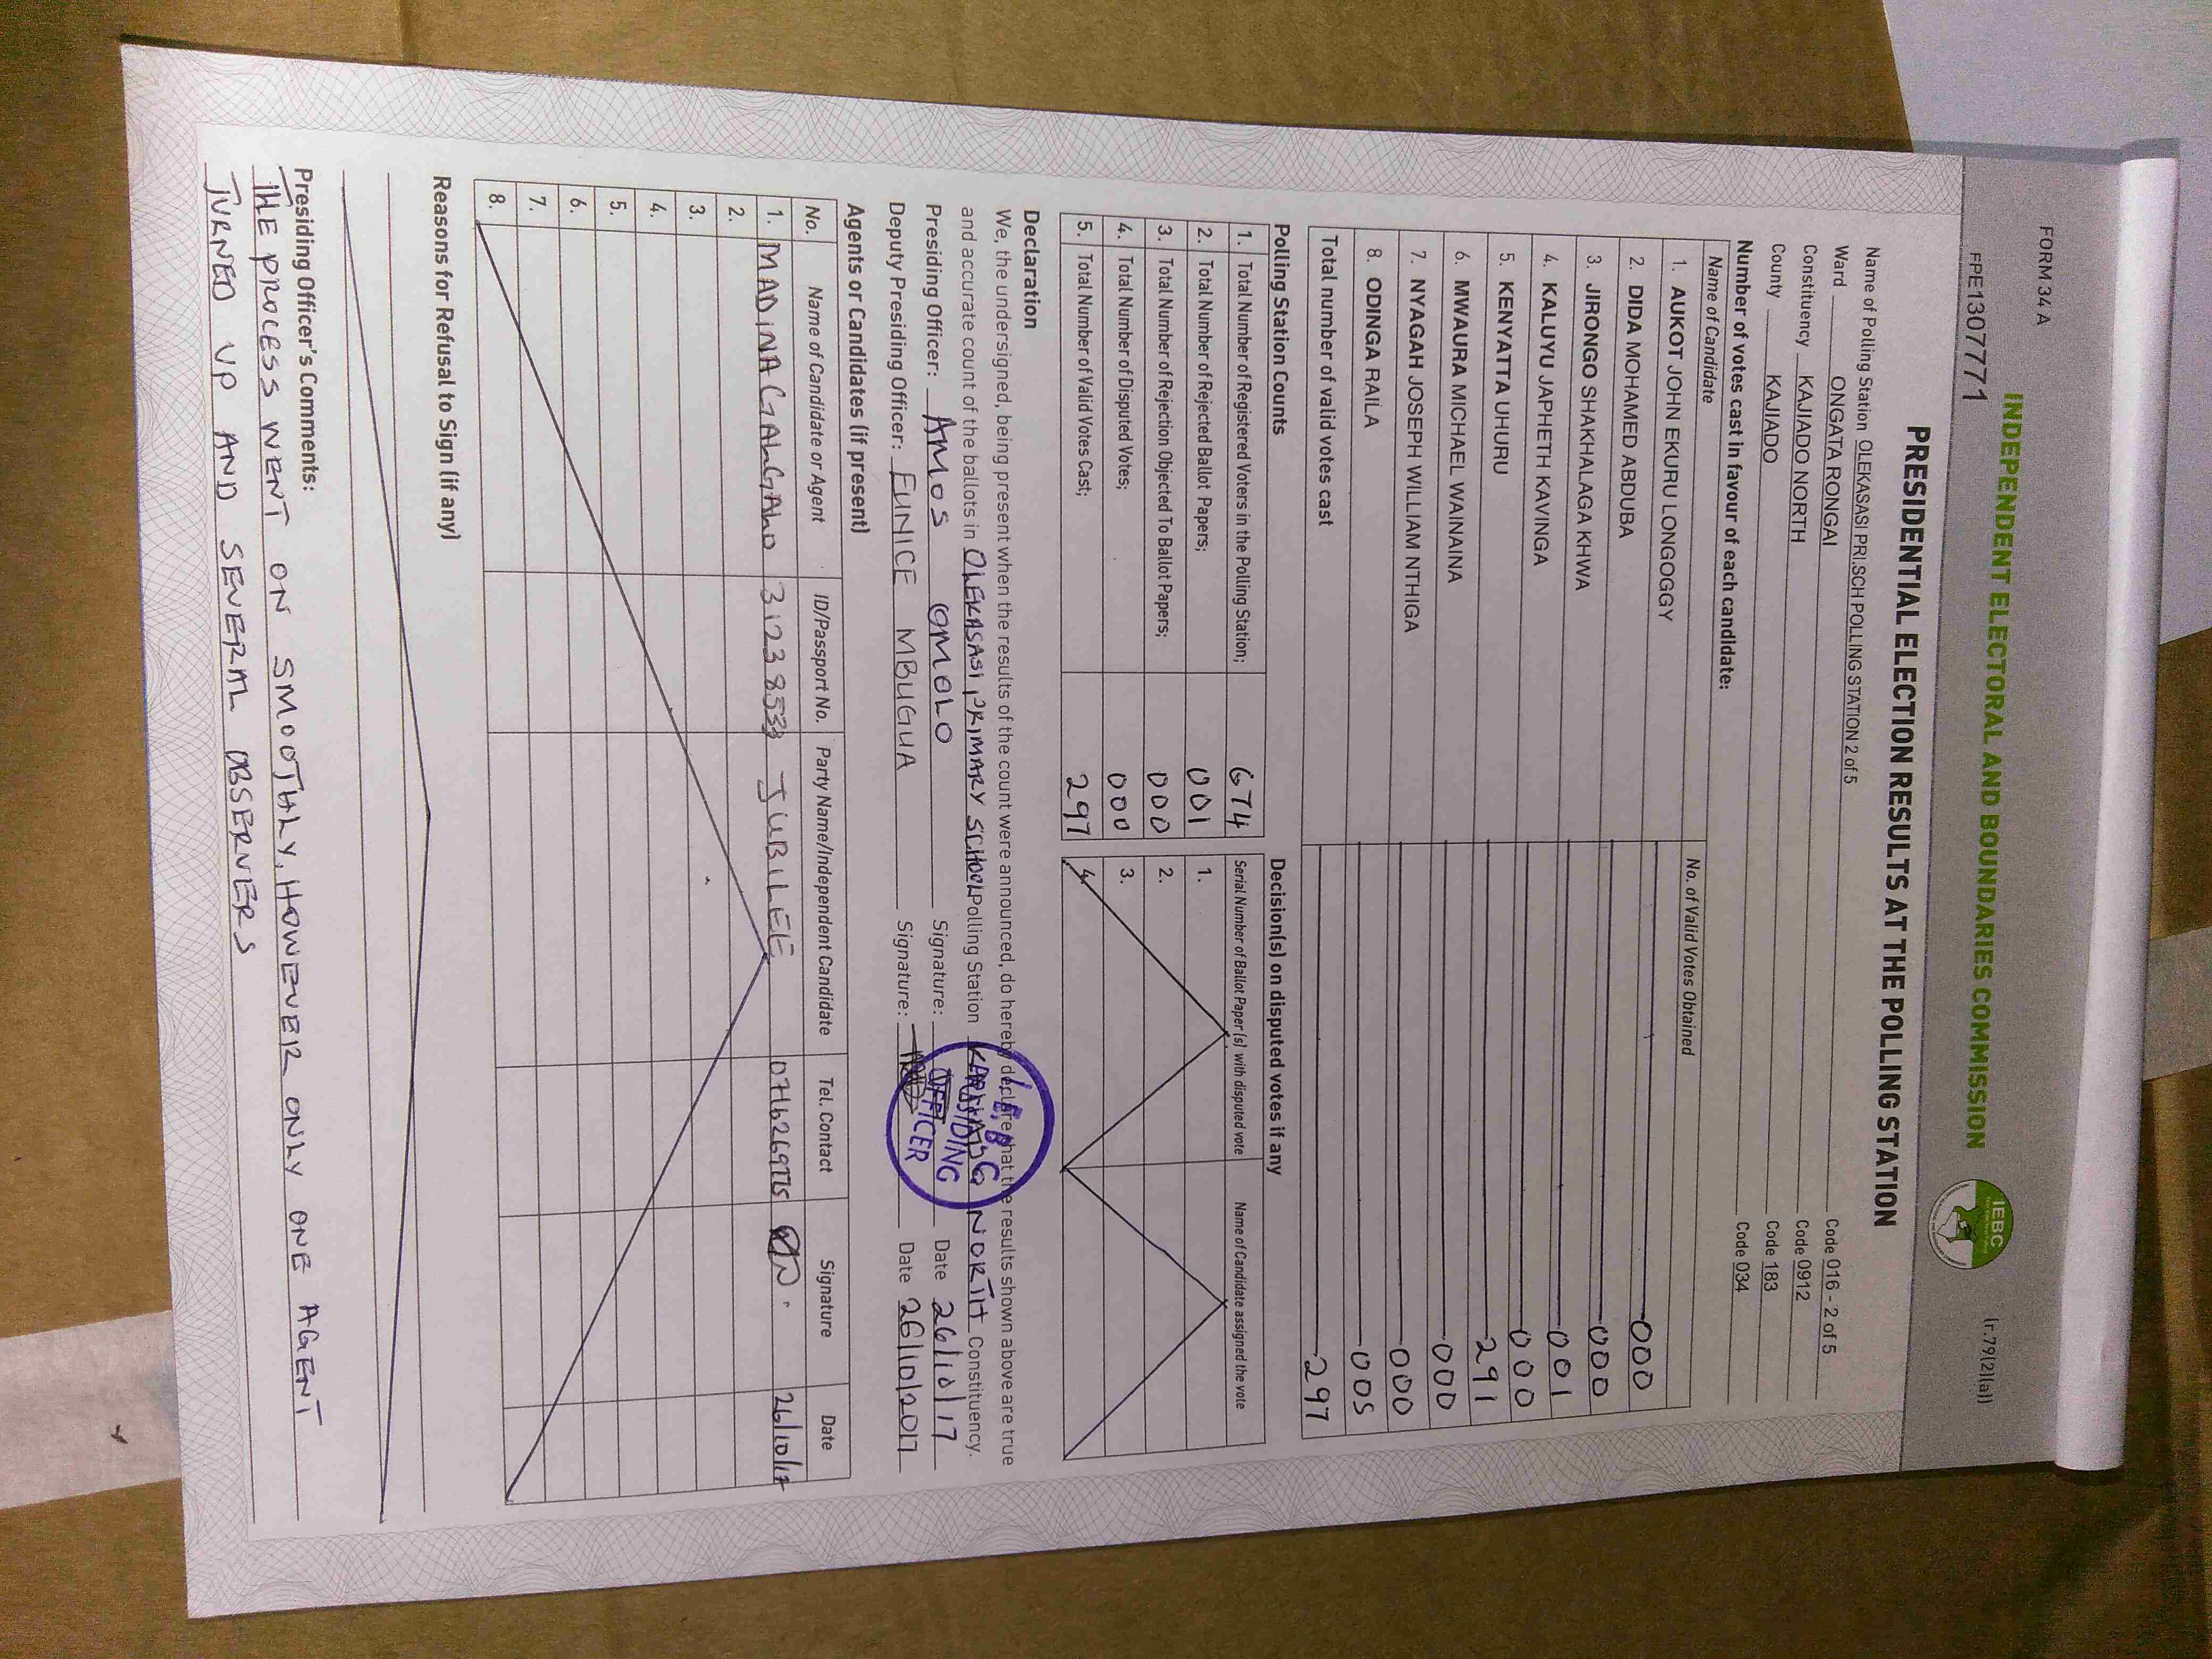 FORM 34A
FPE1307771
(r.79(2)(a))
INDEPENDENT ELECTORAL AND BOUNDARIES COMMISSION
IEBC
PRESIDENTIAL ELECTION RESULTS AT THE POLLING STATION
Name of Polling Station OLEKASASI PRI.SCH POLLING STATION 2 of 5 Code 016 - 2 of 5
Ward ONGATA RONGAI Code 0912
Constituency KAJIADO NORTH Code 183
County KAJIADO Code 034
Number of votes cast in favour of each candidate:
Name of Candidate No. of Valid Votes Obtained
1. AUKOT JOHN EKURU LONGOGGY 000
2. DIDA MOHAMED ABDUBA 000
3. JIRONGO SHAKHALAGA KHWA 001
4. KALUYU JAPHETH KAVINGA 000
5. KENYATTA UHURU 291
6. MWAURA MICHAEL WAINAINA 000
7. NYAGAH JOSEPH WILLIAM NTHIGA 000
8. ODINGA RAILA 005
Total number of valid votes cast 297
Polling Station Counts
1. Total Number of Registered Voters in the Polling Station; 674
2. Total Number of Rejected Ballot Papers; 001
3. Total Number of Rejection Objected To Ballot Papers; 000
4. Total Number of Disputed Votes; 000
5. Total Number of Valid Votes Cast; 297
Decision(s) on disputed votes if any
Serial Number of Ballot Paper (s) with disputed vote Name of Candidate assigned the vote
1.
2.
3.
4.
Declaration
We, the undersigned, being present when the results of the count were announced, do hereby declare that the results shown above are true
and accurate count of the ballots in OLEKASASI PRIMARY SCHOOL Polling Station KAJIADO NORTH Constituency.
Presiding Officer: AMOS OMOLO Signature: Date 26/10/17
Deputy Presiding Officer: EUNICE MBUGUA Signature: Date 26/10/2017
I.E.B.C
PRESIDING
OFFICER
Agents or Candidates (if present)
No. Name of Candidate or Agent ID/Passport No. Party Name/Independent Candidate Tel. Contact Signature Date
1. MADINA GALGALO 31238533 JUBILEE 0716269775 26/10/17
2.
3.
4.
5.
6.
7.
8.
Reasons for Refusal to Sign (if any)
Presiding Officer's Comments:
THE PROCESS WENT ON SMOOTHLY, HOWEVER ONLY ONE AGENT
TURNED UP AND SEVERAL OBSERVERS